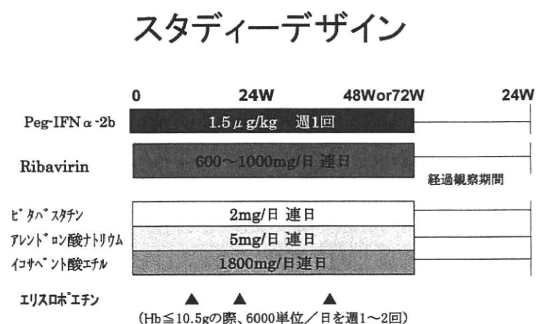 スタディーデザイン
0 24W 48Wor72W 24W
Peg-IFNα-2b 1.5μg/kg 週1回
Ribavirin 600～1000mg/日 連日
経過観察期間
ﾋﾟﾀﾊﾞｽﾀﾁﾝ 2mg/日 連日
ｱﾚﾝﾄﾞﾛﾝ酸ﾅﾄﾘｳﾑ 5mg/日 連日
ｲｺｻﾍﾟﾝﾄ酸ｴﾁﾙ 1800mg/日連日
ｴﾘｽﾛﾎﾟｴﾁﾝ ▲ ▲ ▲
(Hb≦10.5gの際、6000単位／日を週1～2回)